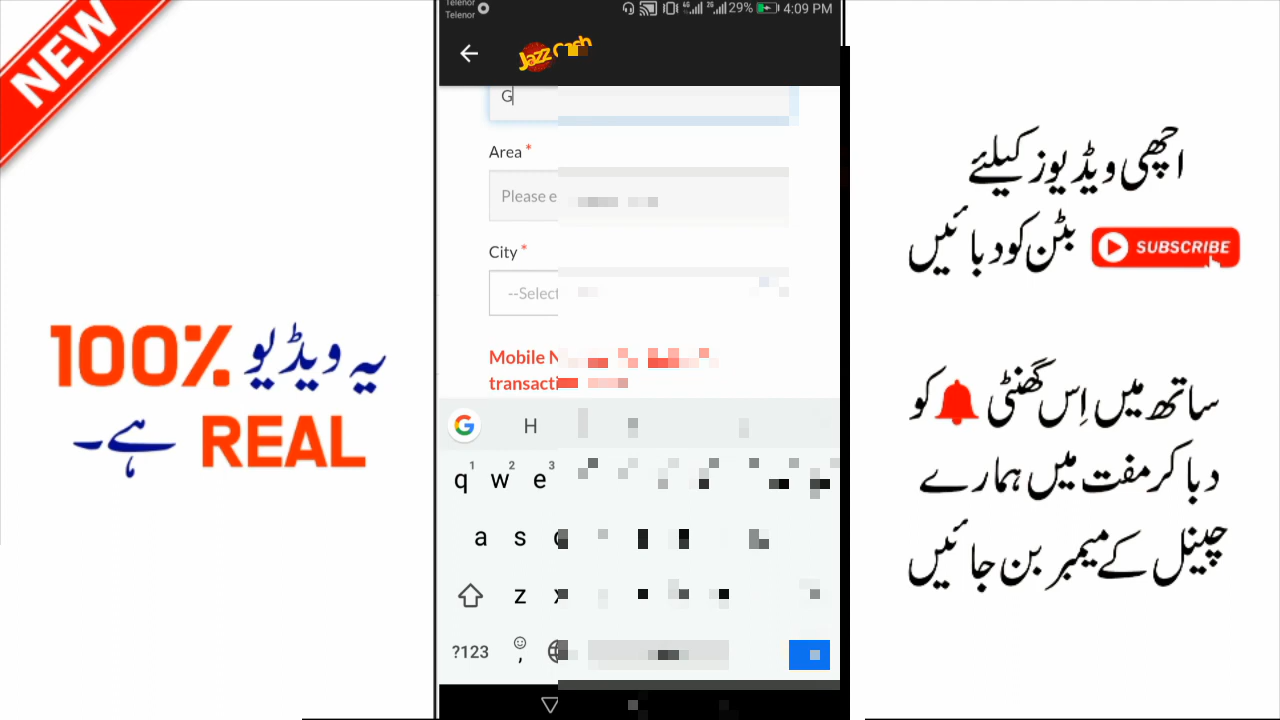 NEW
یہ ویڈیو 100%
REAL ہے۔
Telenor
Telenor
29% 4:09 PM
Jazz Cash
G
Area *
Please e
City *
--Select
Mobile N
transacti
H
q w e
1 2 3
a s
z
?123 ,
اچھی ویڈیوز کیلئے
SUBSCRIBE بٹن کو دبائیں
ساتھ میں اِس گھنٹی کو
دبا کر مفت میں ہمارے
چینل کے میمبر بن جائیں